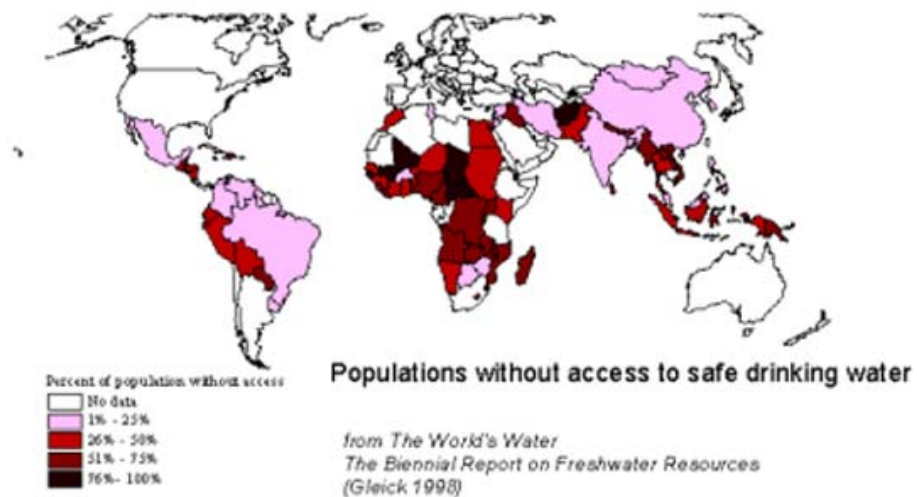 Populations without access to safe drinking water
Percent of population without access
No data
1% - 25%
26% - 50%
51% - 75%
76% - 100%
from The World's Water
The Biennial Report on Freshwater Resources
(Gleick 1998)